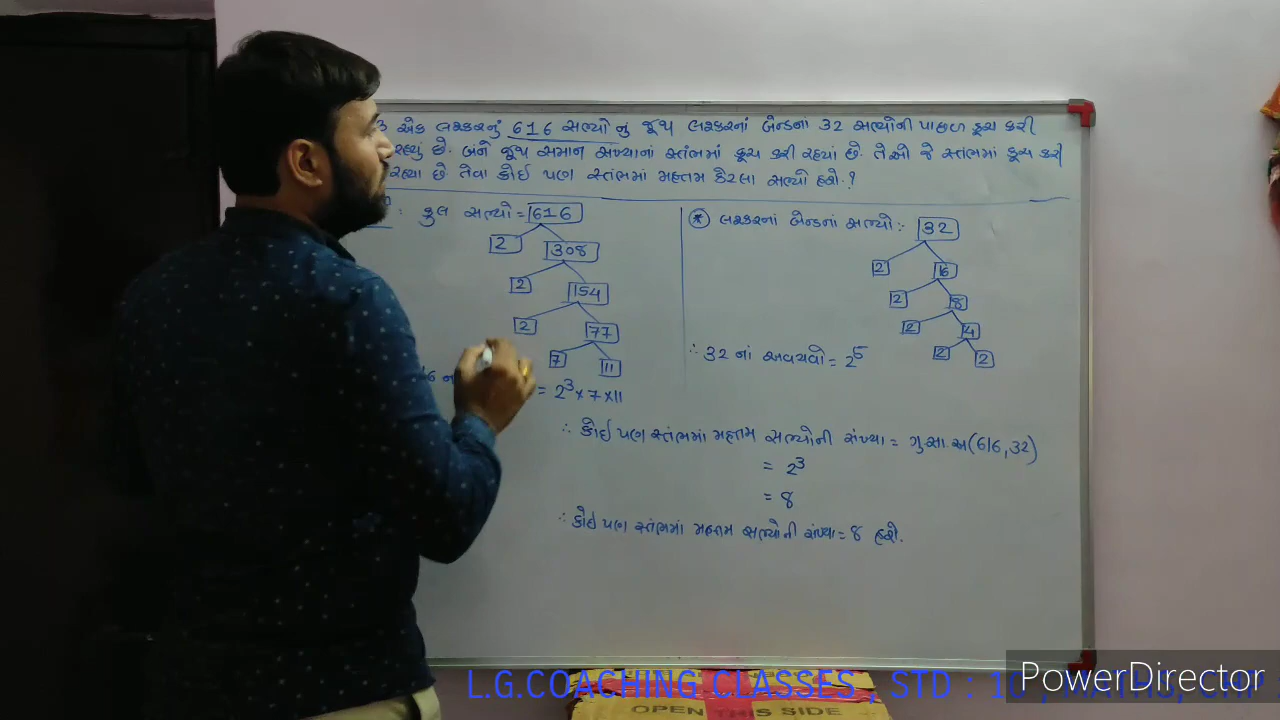 એક લશ્કરનું 616 સભ્યો નું જૂથ લશ્કરનાં બેન્ડનાં 32 સભ્યોની પાછળ કૂચ કરી
રહ્યું છે. બંને જૂથ સમાન સંખ્યાનાં સ્તંભમાં કૂચ કરી રહ્યાં છે. તેઓ જે સ્તંભમાં કૂચ કરી
રહ્યા છે તેવા કોઈ પણ સ્તંભમાં મહત્તમ કેટલા સભ્યો હશે.?
: કુલ સભ્યો = 616
2 308
2 154
2 77
7 11
= 2³ × 7 × 11
* લશ્કરનાં બેન્ડનાં સભ્યો :- 32
2 16
2 8
2 4
2 2
∴ 32 નાં અવયવો = 2⁵
∴ કોઈ પણ સ્તંભમાં મહત્તમ સભ્યોની સંખ્યા = ગુ.સા.અ (616, 32)
= 2³
= 8
∴ કોઈ પણ સ્તંભમાં મહત્તમ સભ્યોની સંખ્યા = 8 હશે.
L.G.COACHING CLASSES , STD : 10 , MATHS, CHP
OPEN THIS SIDE
PowerDirector